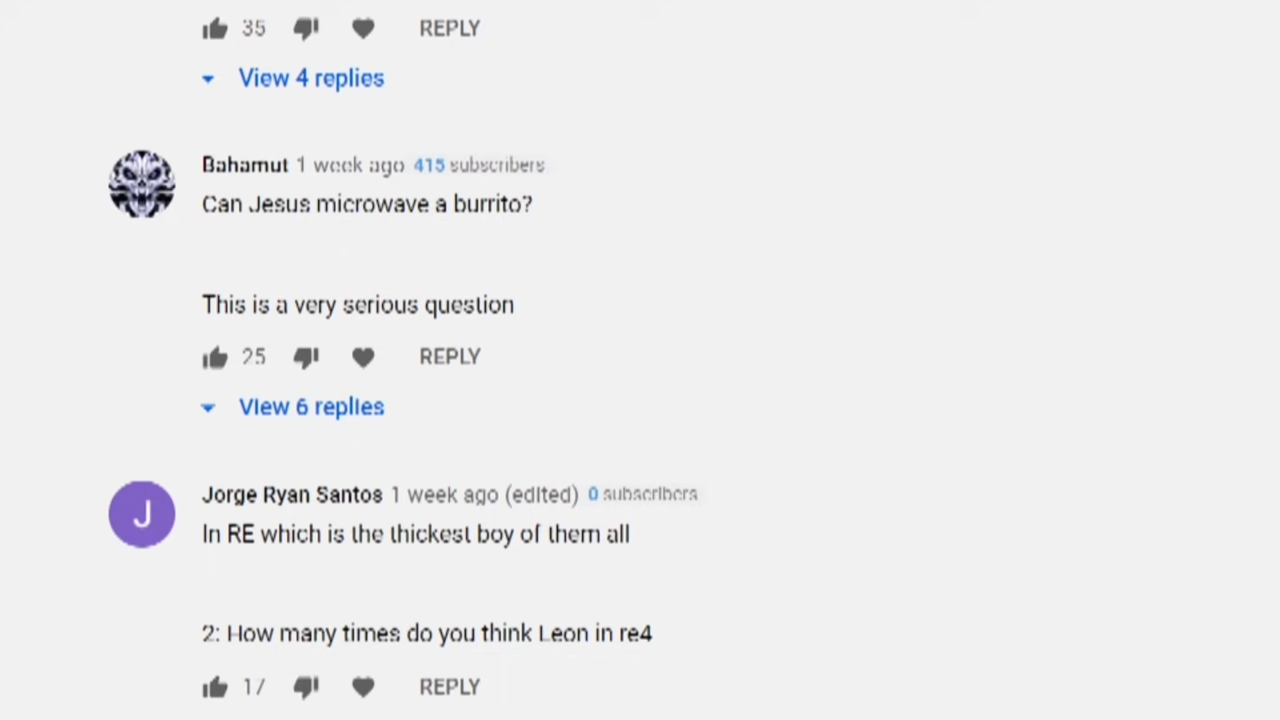 35 REPLY
View 4 replies
Bahamut 1 week ago 415 subscribers
Can Jesus microwave a burrito?
This is a very serious question
25 REPLY
View 6 replies
J
Jorge Ryan Santos 1 week ago (edited) 0 subscribers
In RE which is the thickest boy of them all
2: How many times do you think Leon in re4
17 REPLY